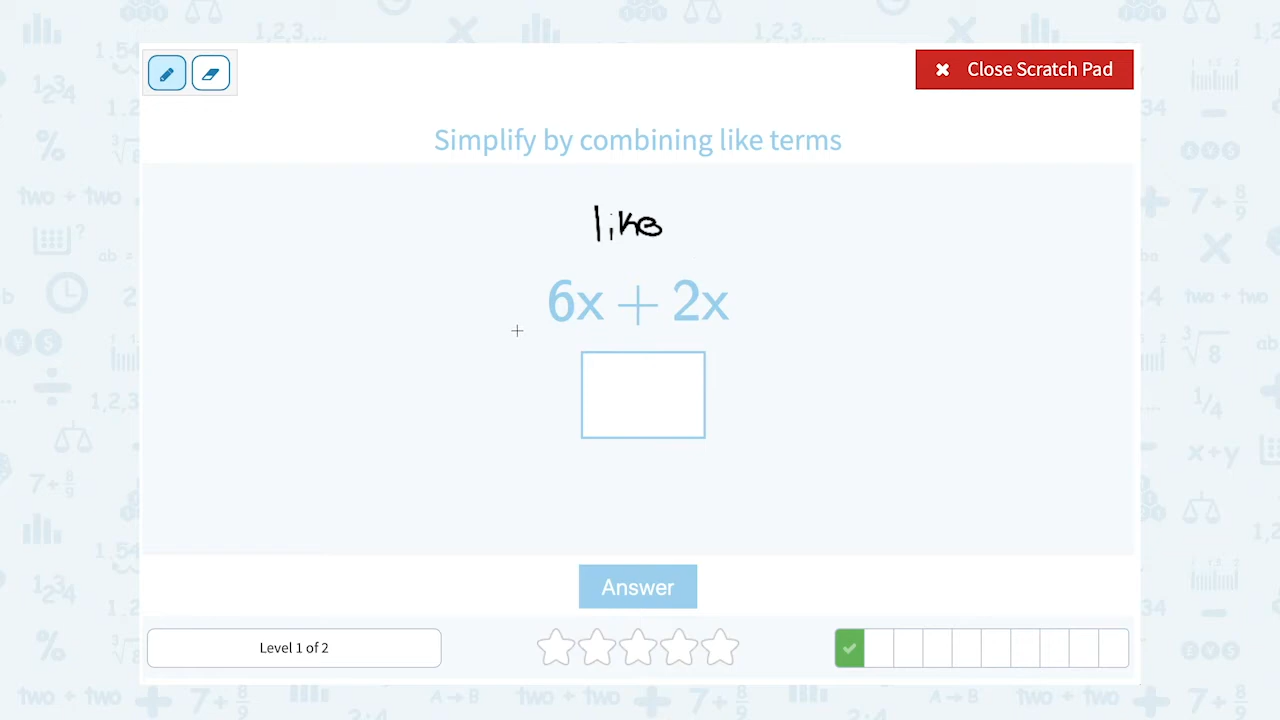 Close Scratch Pad
Simplify by combining like terms
like
6x + 2x
Answer
Level 1 of 2